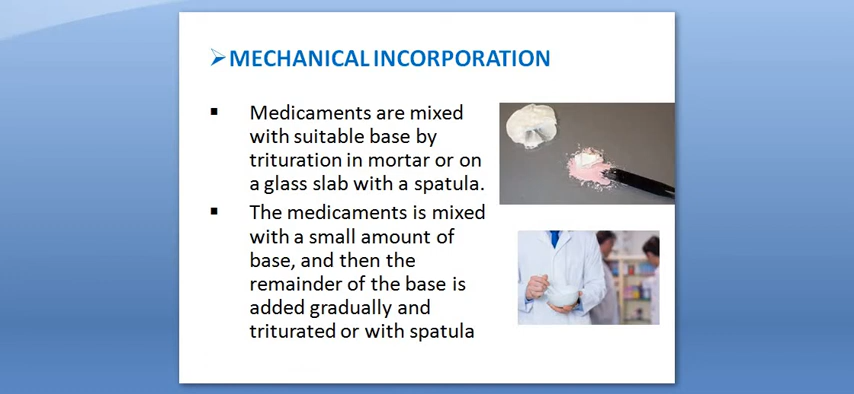 ➢MECHANICAL INCORPORATION
▪ Medicaments are mixed
with suitable base by
trituration in mortar or on
a glass slab with a spatula.
▪ The medicaments is mixed
with a small amount of
base, and then the
remainder of the base is
added gradually and
triturated or with spatula